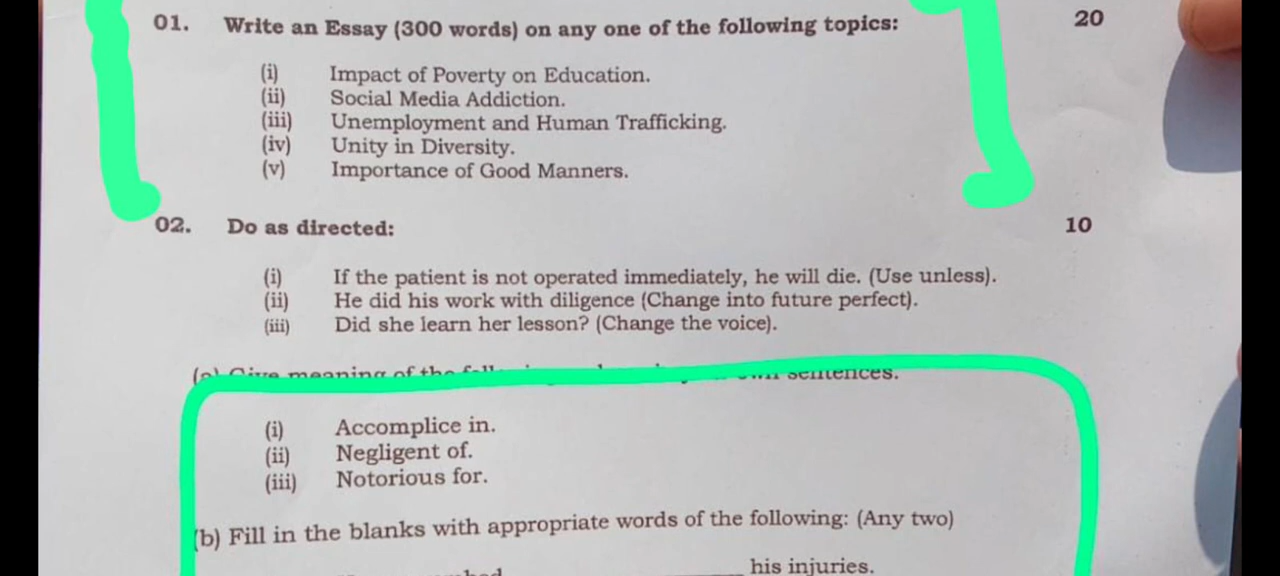 01. Write an Essay (300 words) on any one of the following topics: 20
(i) Impact of Poverty on Education.
(ii) Social Media Addiction.
(iii) Unemployment and Human Trafficking.
(iv) Unity in Diversity.
(v) Importance of Good Manners.
02. Do as directed: 10
(i) If the patient is not operated immediately, he will die. (Use unless).
(ii) He did his work with diligence (Change into future perfect).
(iii) Did she learn her lesson? (Change the voice).
(a) Give meaning of the sentences.
(i) Accomplice in.
(ii) Negligent of.
(iii) Notorious for.
(b) Fill in the blanks with appropriate words of the following: (Any two)
his injuries.